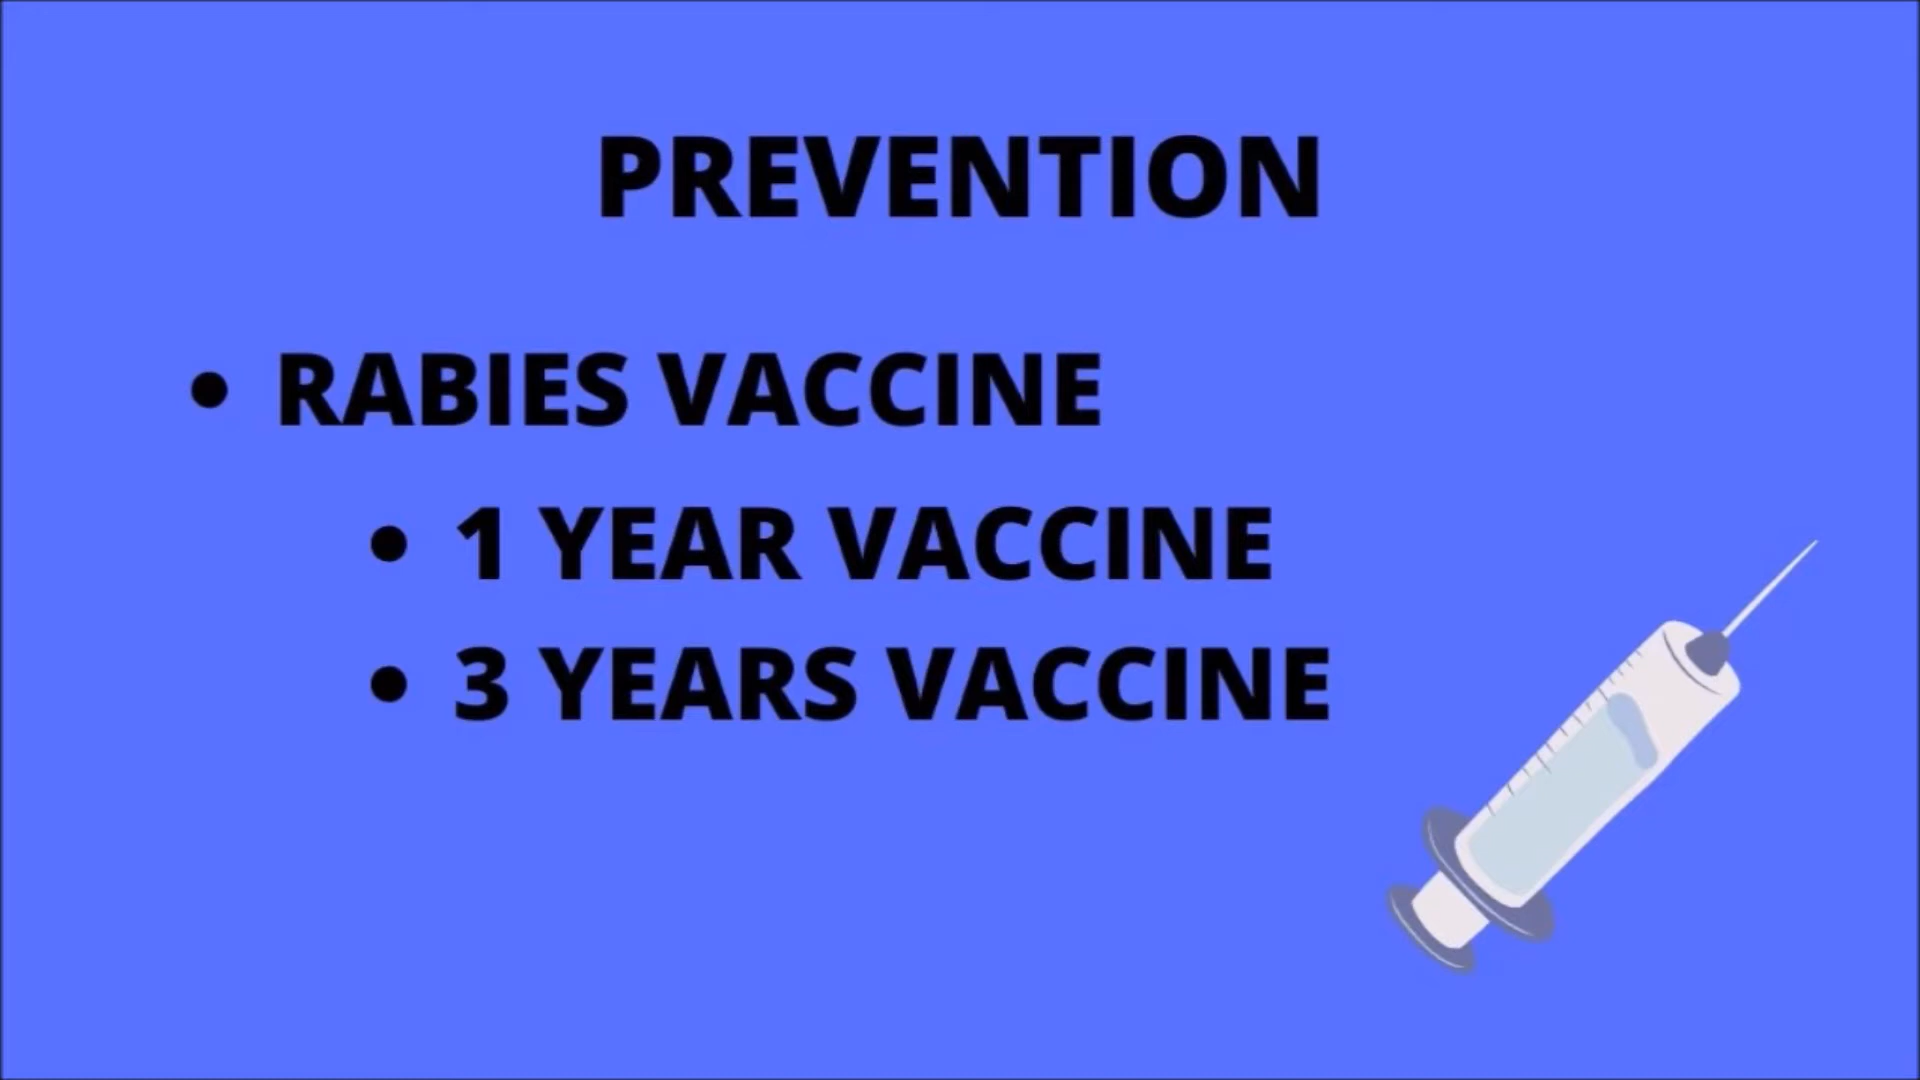 PREVENTION
• RABIES VACCINE
• 1 YEAR VACCINE
• 3 YEARS VACCINE